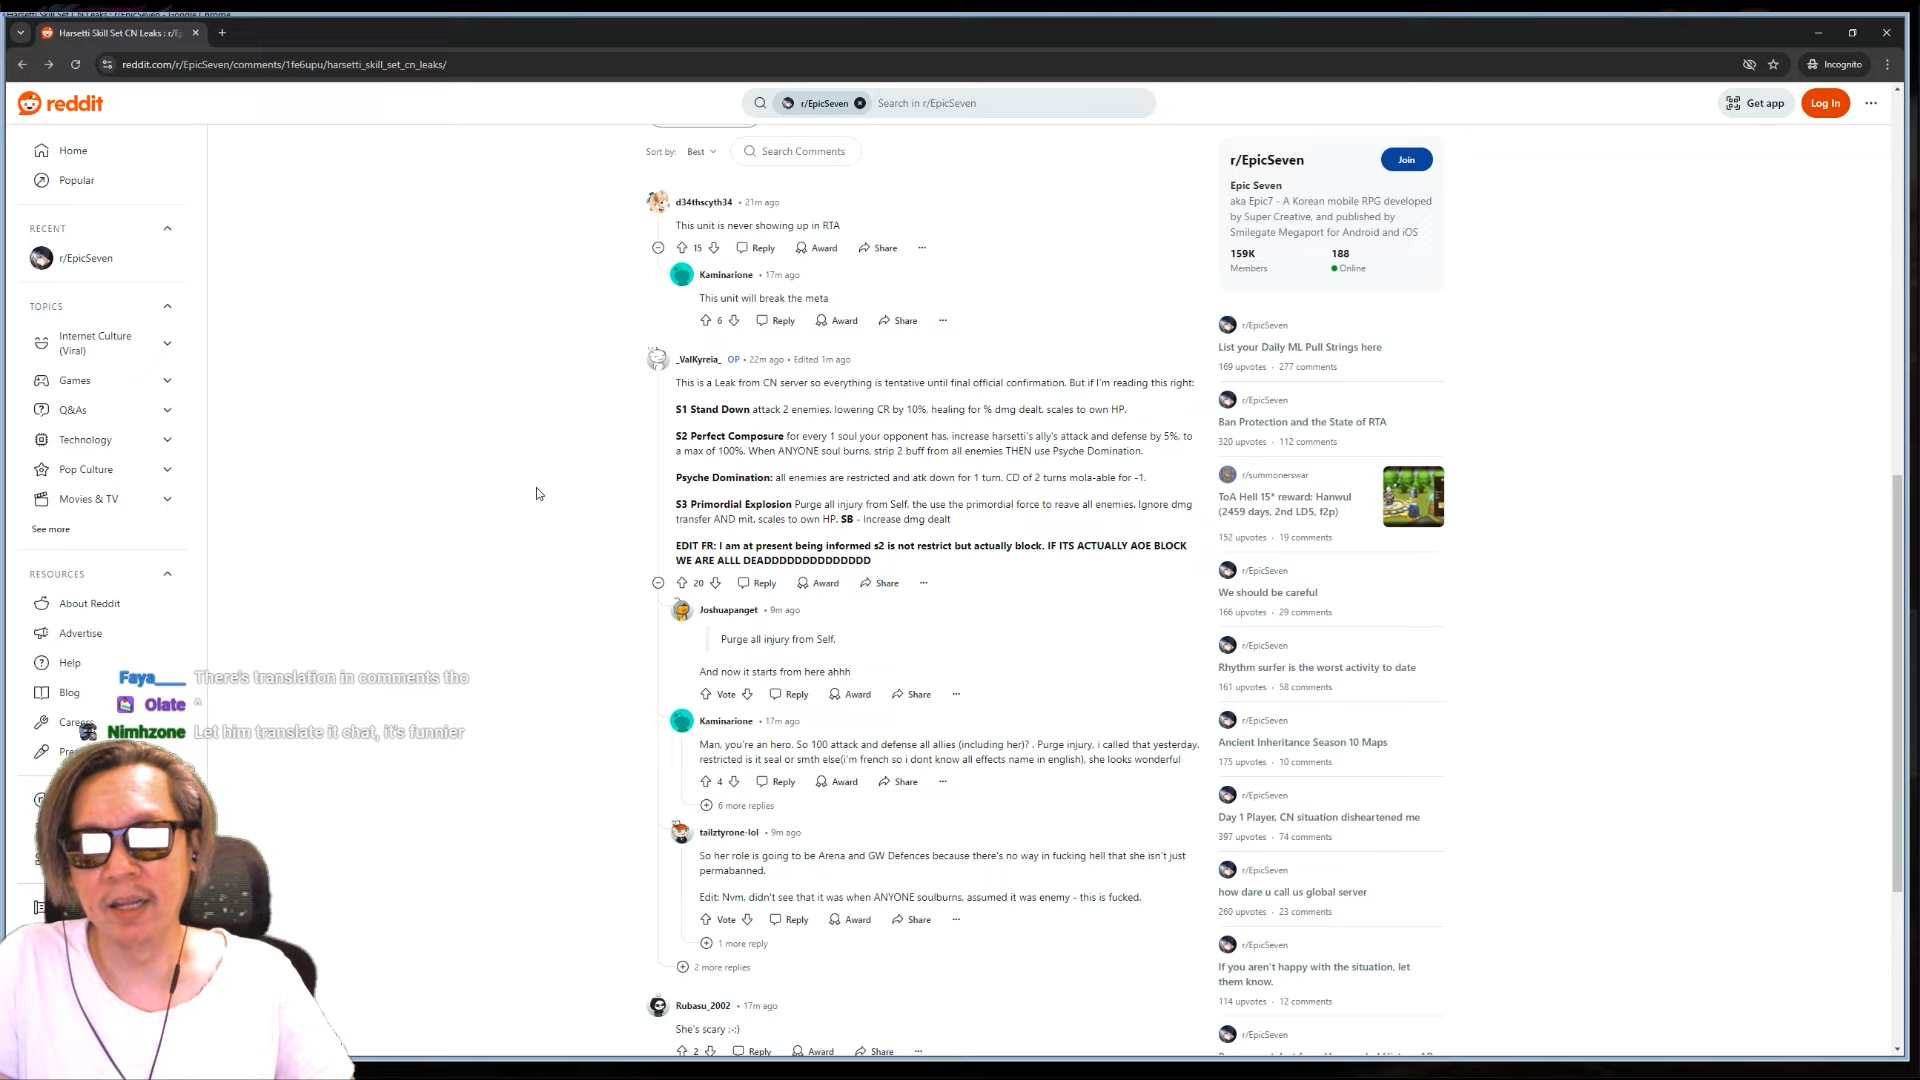 Harsetti Skill Set CN Leaks : r/EpicSeven - Google Chrome
Harsetti Skill Set CN Leaks : r/E
reddit.com/r/EpicSeven/comments/1fe6upu/harsetti_skill_set_cn_leaks/
Incognito
reddit
r/EpicSeven
Search in r/EpicSeven
Get app
Log In
Home
Popular
RECENT
r/EpicSeven
TOPICS
Internet Culture
(Viral)
Games
Q&As
Technology
Pop Culture
Movies & TV
See more
RESOURCES
About Reddit
Advertise
Help
Blog
Careers
Faya____ There's translation in comments tho
Olate ^
Nimhzone Let him translate it chat, it's funnier
Sort by: Best
Search Comments
d34thscyth34 • 21m ago
This unit is never showing up in RTA
15 Reply Award Share ...
Kaminarione • 17m ago
This unit will break the meta
6 Reply Award Share ...
_ValKyreia_ OP • 22m ago • Edited 1m ago
This is a Leak from CN server so everything is tentative until final official confirmation. But if I'm reading this right:
S1 Stand Down attack 2 enemies, lowering CR by 10%, healing for % dmg dealt, scales to own HP.
S2 Perfect Composure for every 1 soul your opponent has, increase harsetti's ally's attack and defense by 5%, to
a max of 100%. When ANYONE soul burns, strip 2 buff from all enemies THEN use Psyche Domination.
Psyche Domination: all enemies are restricted and atk down for 1 turn. CD of 2 turns mola-able for -1.
S3 Primordial Explosion Purge all injury from Self, the use the primordial force to reave all enemies. Ignore dmg
transfer AND mit, scales to own HP. SB - Increase dmg dealt
EDIT FR: I am at present being informed s2 is not restrict but actually block. IF ITS ACTUALLY AOE BLOCK
WE ARE ALLL DEADDDDDDDDDDDDDD
20 Reply Award Share ...
Joshuapanget • 9m ago
Purge all injury from Self,
And now it starts from here ahhh
Vote Reply Award Share ...
Kaminarione • 17m ago
Man, you're an hero. So 100 attack and defense all allies (including her)? . Purge injury, i called that yesterday.
restricted is it seal or smth else(i'm french so i dont know all effects name in english), she looks wonderful
4 Reply Award Share ...
6 more replies
tailztyrone-lol • 9m ago
So her role is going to be Arena and GW Defences because there's no way in fucking hell that she isn't just
permabanned.
Edit: Nvm, didn't see that it was when ANYONE soulburns, assumed it was enemy - this is fucked.
Vote Reply Award Share ...
1 more reply
2 more replies
Rubasu_2002 • 17m ago
She's scary ;-;)
2 Reply Award Share ...
r/EpicSeven
Join
Epic Seven
aka Epic7 - A Korean mobile RPG developed
by Super Creative, and published by
Smilegate Megaport for Android and iOS
159K 188
Members Online
r/EpicSeven
List your Daily ML Pull Strings here
169 upvotes · 277 comments
r/EpicSeven
Ban Protection and the State of RTA
320 upvotes · 112 comments
r/summonerswar
ToA Hell 15* reward: Hanwul
(2459 days, 2nd LD5, f2p)
152 upvotes · 19 comments
r/EpicSeven
We should be careful
166 upvotes · 29 comments
r/EpicSeven
Rhythm surfer is the worst activity to date
161 upvotes · 58 comments
r/EpicSeven
Ancient Inheritance Season 10 Maps
175 upvotes · 10 comments
r/EpicSeven
Day 1 Player, CN situation disheartened me
397 upvotes · 74 comments
r/EpicSeven
how dare u call us global server
260 upvotes · 23 comments
r/EpicSeven
If you aren't happy with the situation, let
them know.
114 upvotes · 12 comments
r/EpicSeven